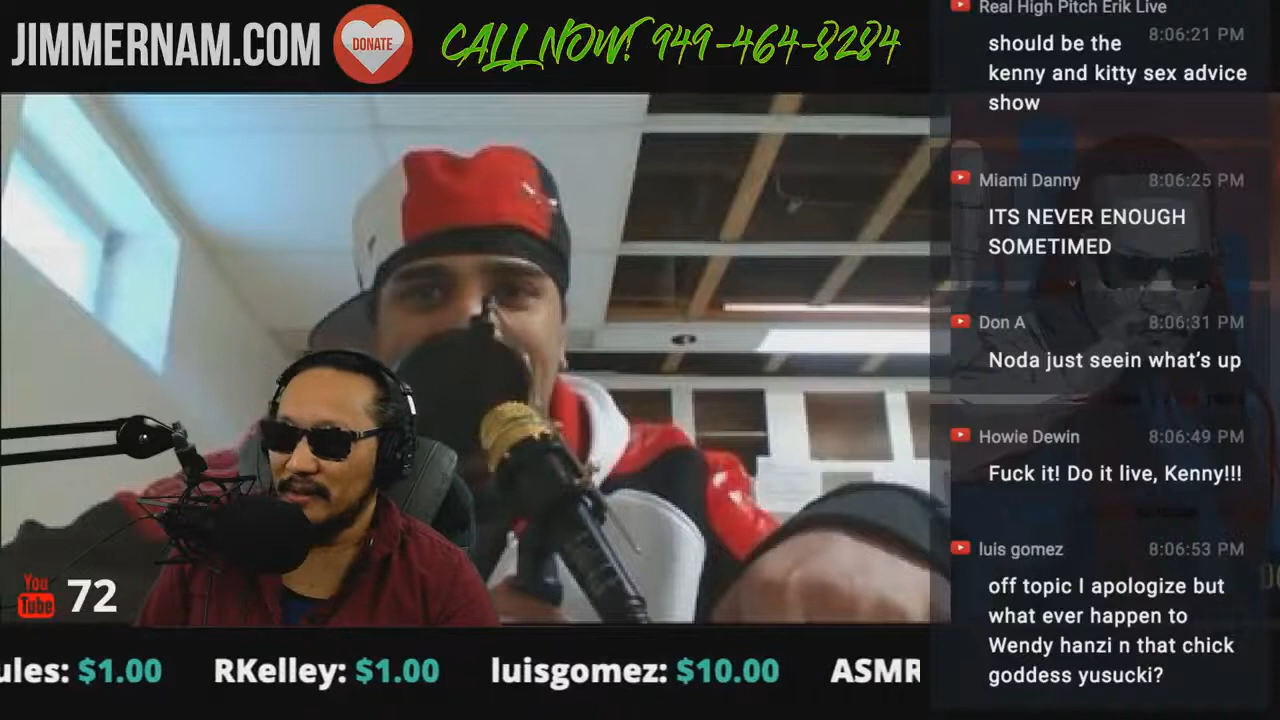 JIMMERNAM.COM
DONATE
CALL NOW! 949-464-8284
Real High Pitch Erik Live
8:06:21 PM
should be the
kenny and kitty sex advice
show
Miami Danny 8:06:25 PM
ITS NEVER ENOUGH
SOMETIMED
Don A 8:06:31 PM
Noda just seein what's up
Howie Dewin 8:06:49 PM
Fuck it! Do it live, Kenny!!!
luis gomez 8:06:53 PM
off topic I apologize but
what ever happen to
Wendy hanzi n that chick
goddess yusucki?
You
Tube 72
ules: $1.00 RKelley: $1.00 luisgomez: $10.00 ASMR